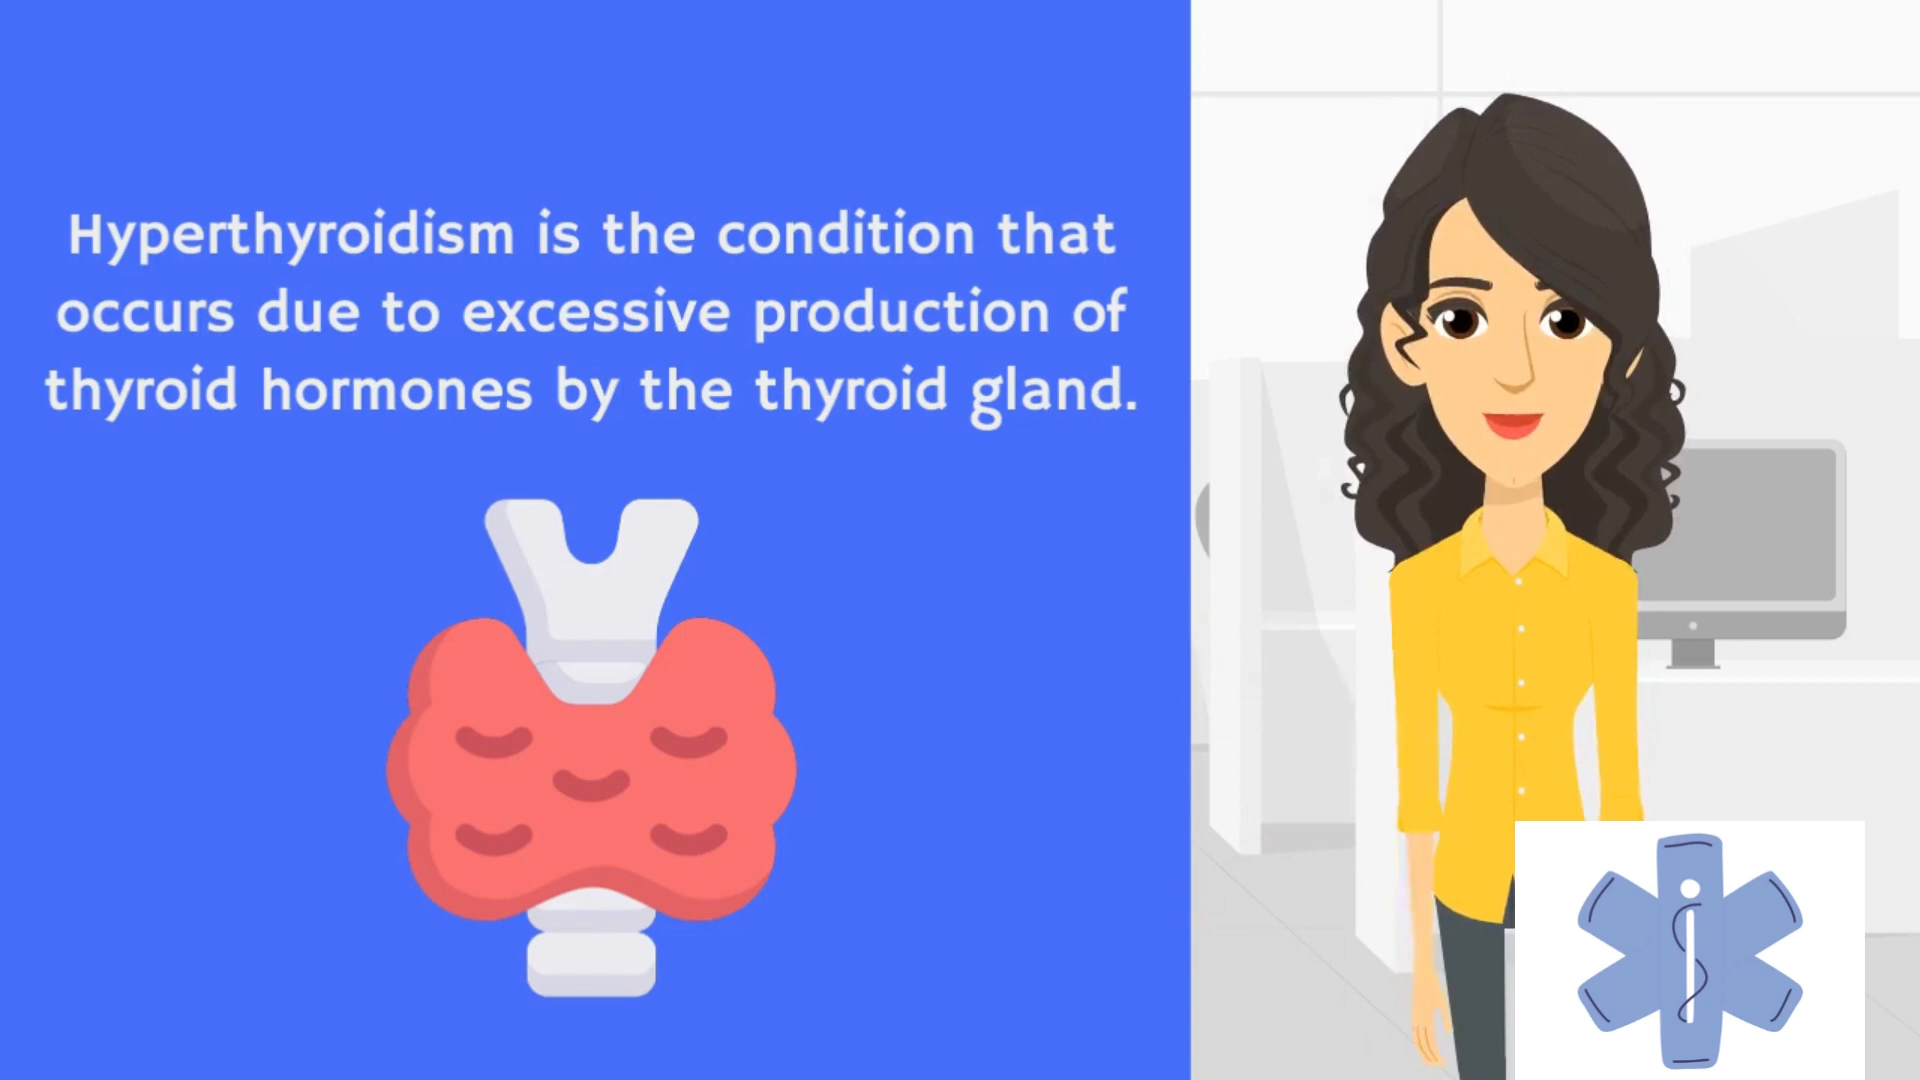 Hyperthyroidism is the condition that
occurs due to excessive production of
thyroid hormones by the thyroid gland.